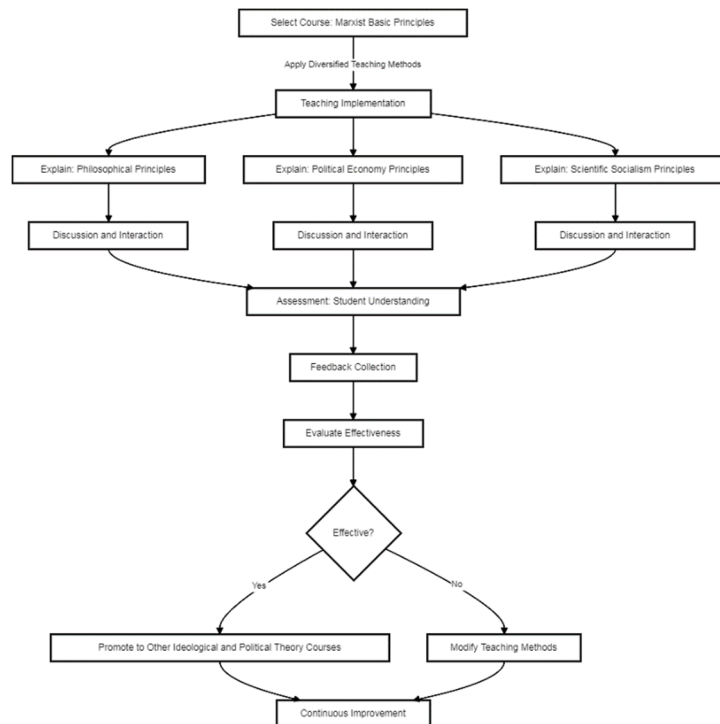 Select Course: Marxist Basic Principles
Apply Diversified Teaching Methods
Teaching Implementation
Explain: Philosophical Principles
Explain: Political Economy Principles
Explain: Scientific Socialism Principles
Discussion and Interaction
Discussion and Interaction
Discussion and Interaction
Assessment: Student Understanding
Feedback Collection
Evaluate Effectiveness
Effective?
Yes
No
Promote to Other Ideological and Political Theory Courses
Modify Teaching Methods
Continuous Improvement